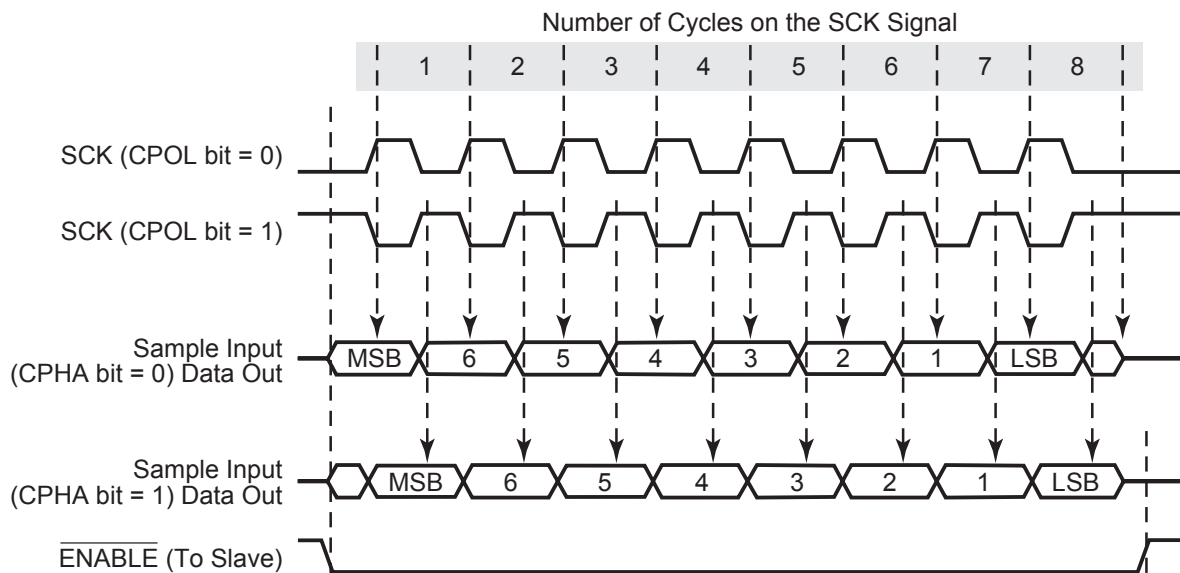 Number of Cycles on the SCK Signal
1 2 3 4 5 6 7 8
SCK (CPOL bit = 0)
SCK (CPOL bit = 1)
Sample Input
(CPHA bit = 0) Data Out
MSB 6 5 4 3 2 1 LSB
Sample Input
(CPHA bit = 1) Data Out
MSB 6 5 4 3 2 1 LSB
ENABLE (To Slave)